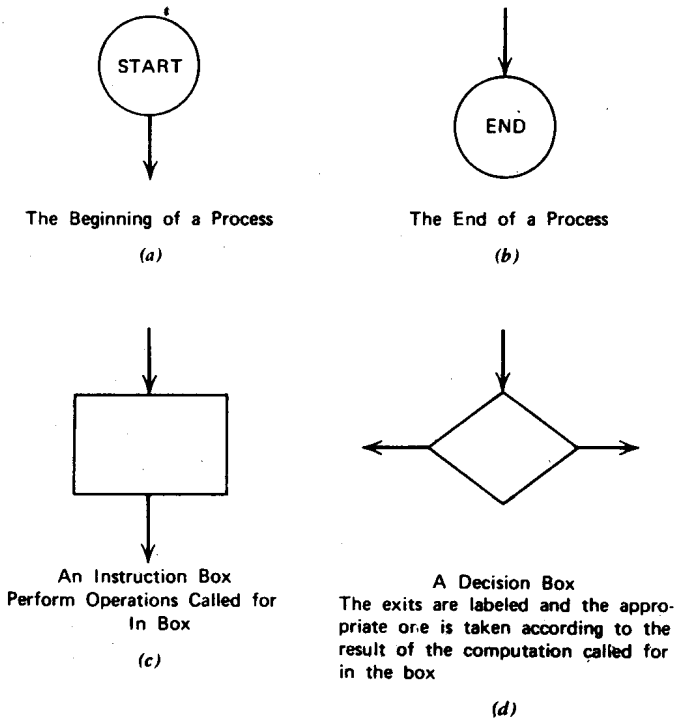 START
The Beginning of a Process
(a)
END
The End of a Process
(b)
An Instruction Box
Perform Operations Called for
In Box
(c)
A Decision Box
The exits are labeled and the appro-
priate one is taken according to the
result of the computation called for
in the box
(d)